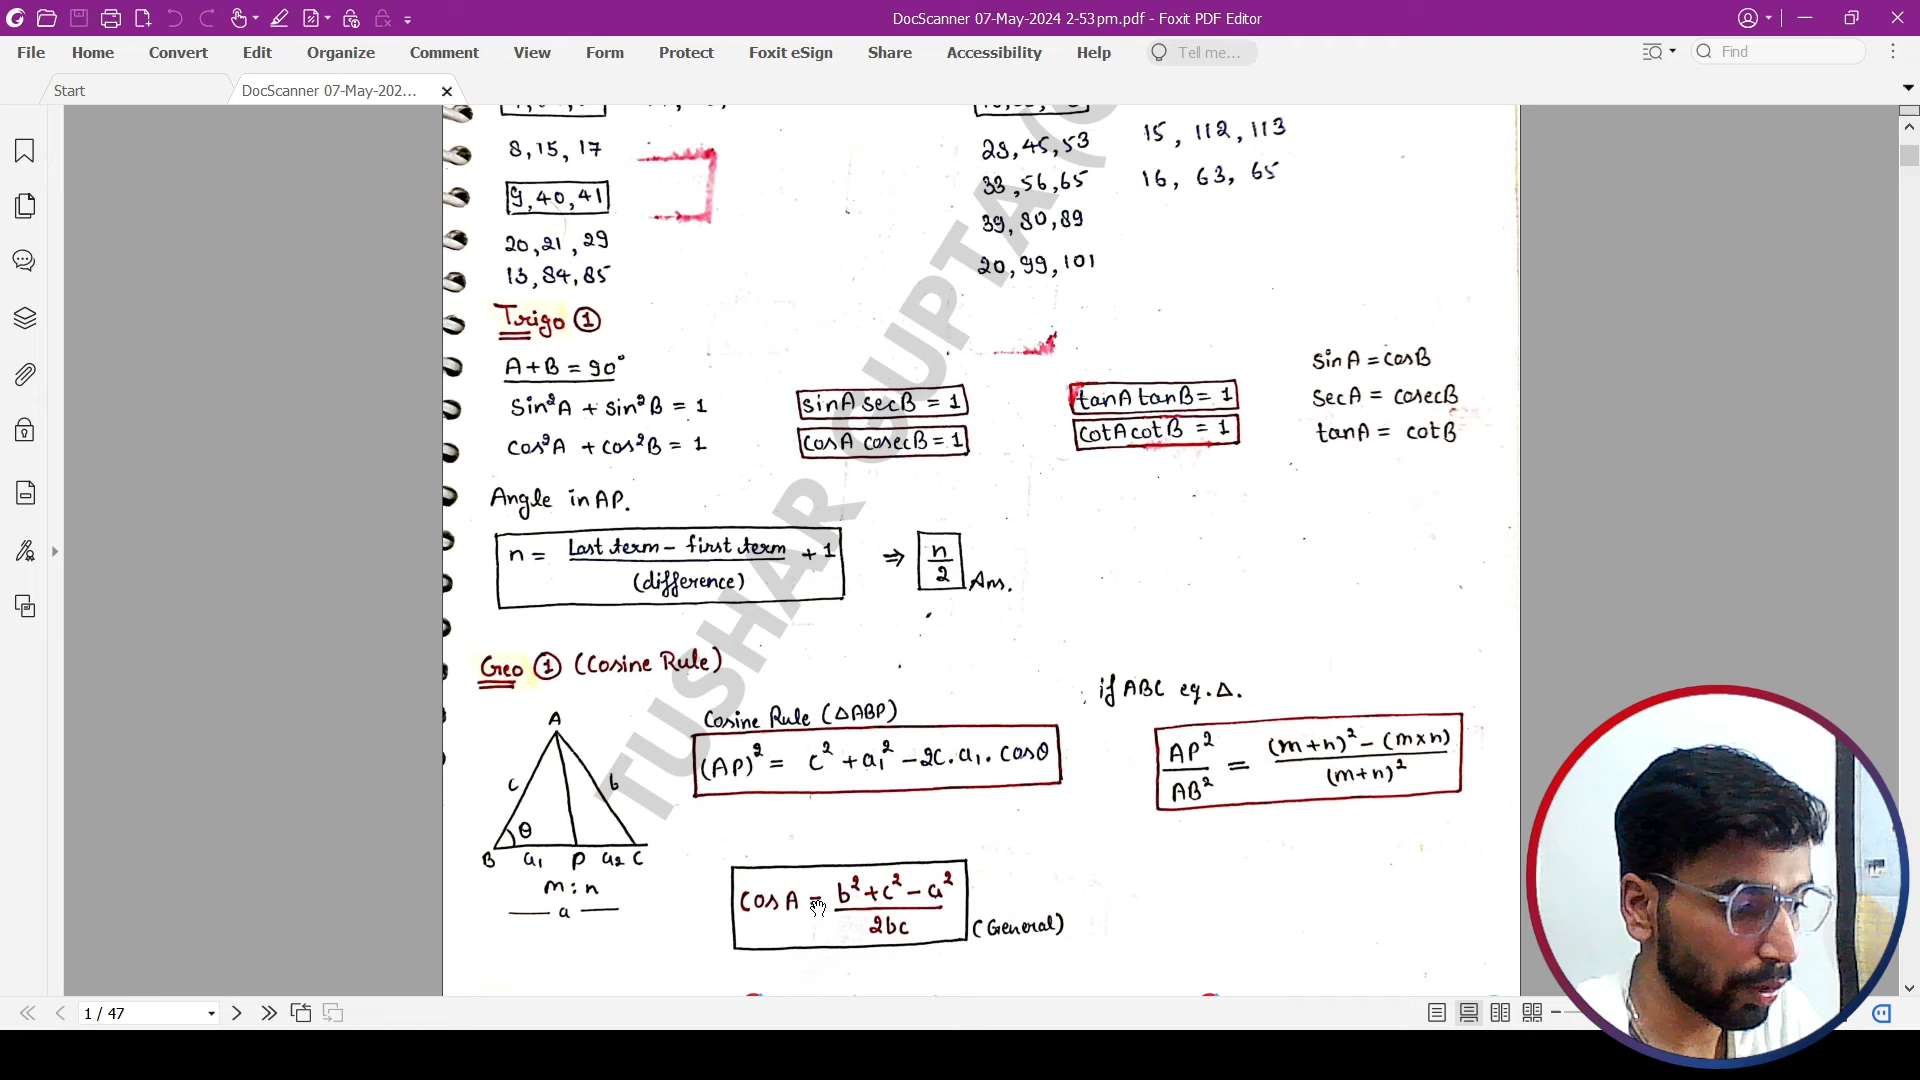 DocScanner 07-May-2024 2-53pm.pdf - Foxit PDF Editor
File Home Convert Edit Organize Comment View Form Protect Foxit eSign Share Accessibility Help Tell me... Find
Start DocScanner 07-May-202...
8, 15, 17
9, 40, 41
20, 21, 29
13, 84, 85
28, 45, 53
33, 56, 65
39, 80, 89
20, 99, 101
15, 112, 113
16, 63, 65
Trigo ①
A+B = 90°
Sin²A + sin²B = 1
cos²A + cos²B = 1
sinA secB = 1
cosA cosecB = 1
tanA tanB = 1
cotA cotB = 1
sinA = cosB
secA = cosecB
tanA = cotB
Angle in AP.
n = Last term - first term + 1
(difference)
⇒ n/2 Ans.
Geo ① (Cosine Rule)
A
c b
θ
B a₁ P a₂ C
m : n
a
Cosine Rule (△ABP)
(AP)² = c² + a₁² - 2c. a₁. cosθ
if ABC eq. △.
AP²/AB² = (m+n)² - (m×n)/(m+n)²
cosA = b² + c² - a²/2bc (General)
TUSHAR GUPTA (
1 / 47